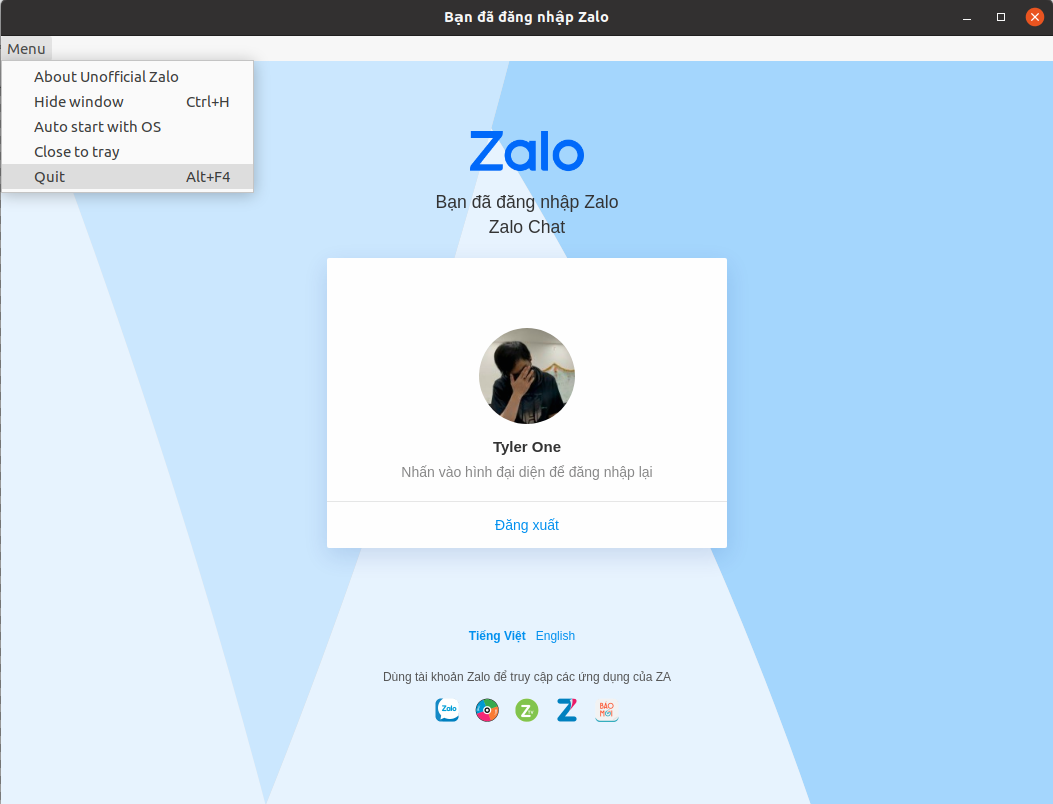 Bạn đã đăng nhập Zalo
Menu
About Unofficial Zalo
Hide window Ctrl+H
Auto start with OS
Close to tray
Quit Alt+F4
Zalo
Bạn đã đăng nhập Zalo
Zalo Chat
Tyler One
Nhấn vào hình đại diện để đăng nhập lại
Đăng xuất
Tiếng Việt English
Dùng tài khoản Zalo để truy cập các ứng dụng của ZA
Zalo
Z
Z
BÁO
MỚI